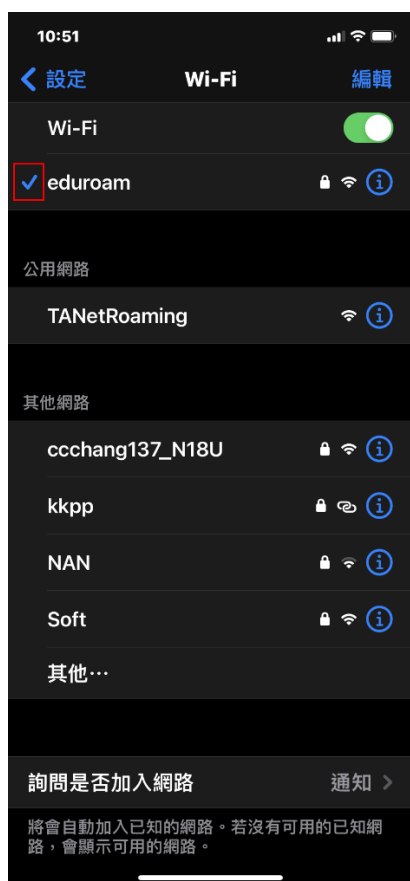 10:51
設定
Wi-Fi
編輯
Wi-Fi
eduroam
公用網路
TANetRoaming
其他網路
ccchang137_N18U
kkpp
NAN
Soft
其他…
詢問是否加入網路
通知
將會自動加入已知的網路。若沒有可用的已知網
路，會顯示可用的網路。